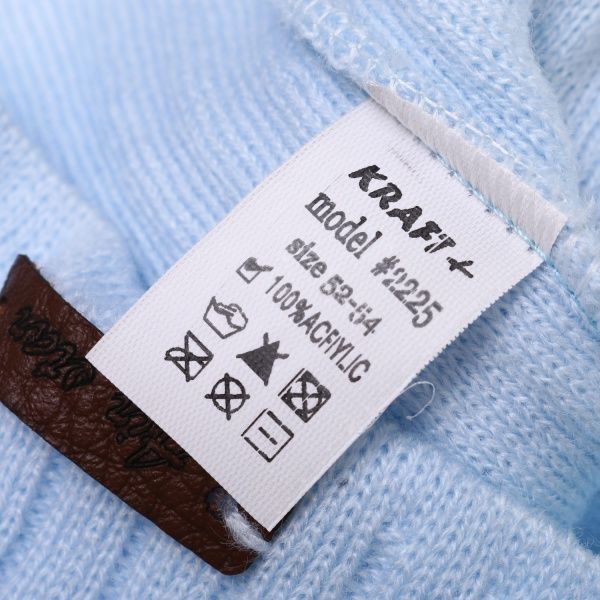 KRAFT+
model #2225
size 52-54
100%ACFIYLIC